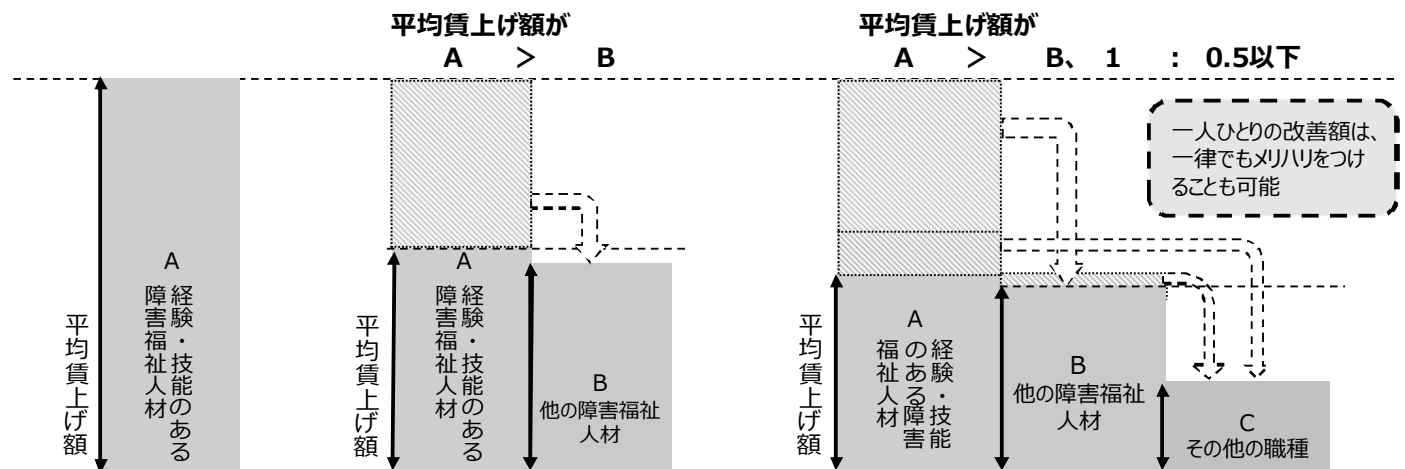 平均賃上げ額が
A > B
平均賃上げ額が
A > B、 1 : 0.5以下
一人ひとりの改善額は、
一律でもメリハリをつけ
ることも可能
平均賃上げ額
A
経験・技能のある
障害福祉人材
平均賃上げ額
A
経験・技能のある
障害福祉人材
B
他の障害福祉
人材
平均賃上げ額
A
経験・技能
のある障害
福祉人材
B
他の障害福祉
人材
C
その他の職種